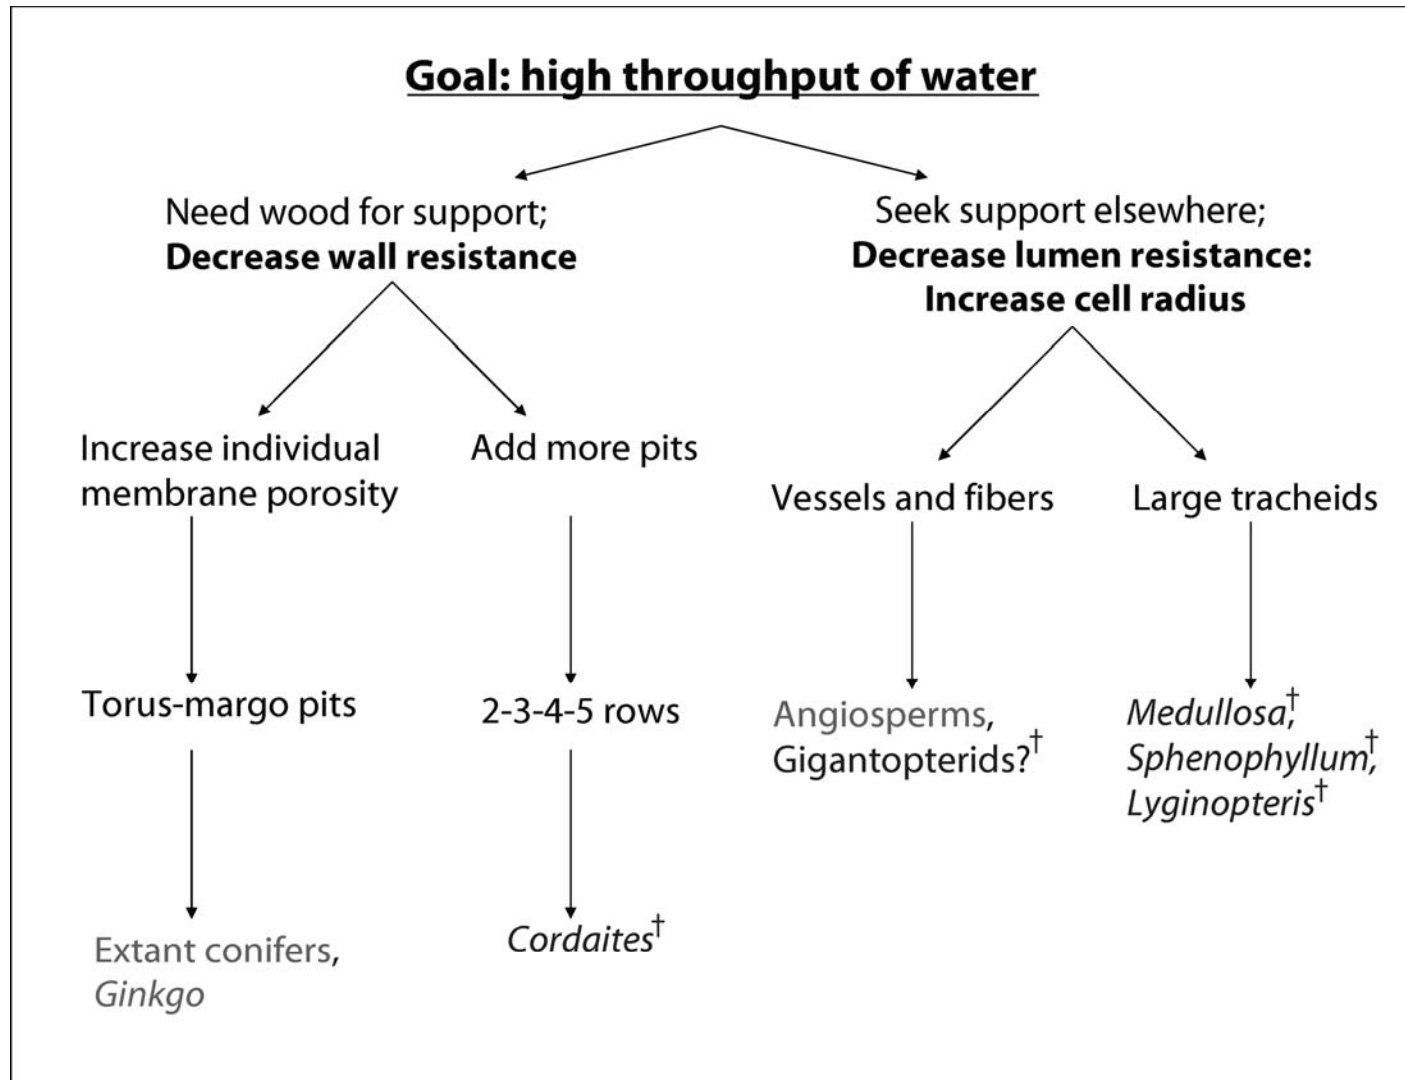 Goal: high throughput of water
Need wood for support;
Decrease wall resistance
Seek support elsewhere;
Decrease lumen resistance:
Increase cell radius
Increase individual
membrane porosity
Add more pits
Vessels and fibers
Large tracheids
Torus-margo pits
2-3-4-5 rows
Angiosperms,
Gigantopterids?†
Medullosa†,
Sphenophyllum†,
Lyginopteris†
Extant conifers,
Ginkgo
Cordaites†